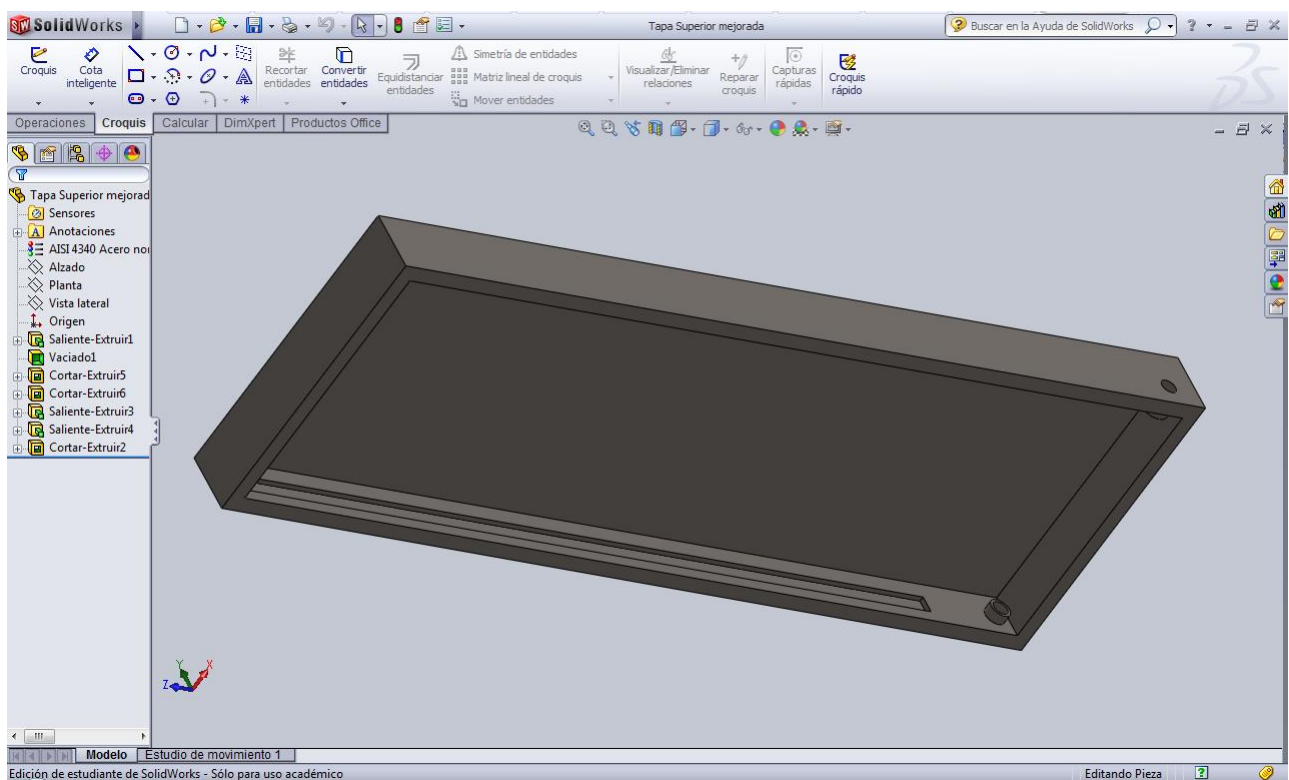 SolidWorks
Tapa Superior mejorada
Buscar en la Ayuda de SolidWorks
?
Croquis
Cota inteligente
Recortar entidades
Convertir entidades
Equidistanciar entidades
Simetría de entidades
Matriz lineal de croquis
Mover entidades
Visualizar/Eliminar relaciones
Reparar croquis
Capturas rápidas
Croquis rápido
Operaciones
Croquis
Calcular
DimXpert
Productos Office
Tapa Superior mejorad
Sensores
Anotaciones
AISI 4340 Acero nor
Alzado
Planta
Vista lateral
Origen
Saliente-Extruir1
Vaciado1
Cortar-Extruir5
Cortar-Extruir6
Saliente-Extruir3
Saliente-Extruir4
Cortar-Extruir2
Y
X
Z
Modelo
Estudio de movimiento 1
Edición de estudiante de SolidWorks - Sólo para uso académico
Editando Pieza
?